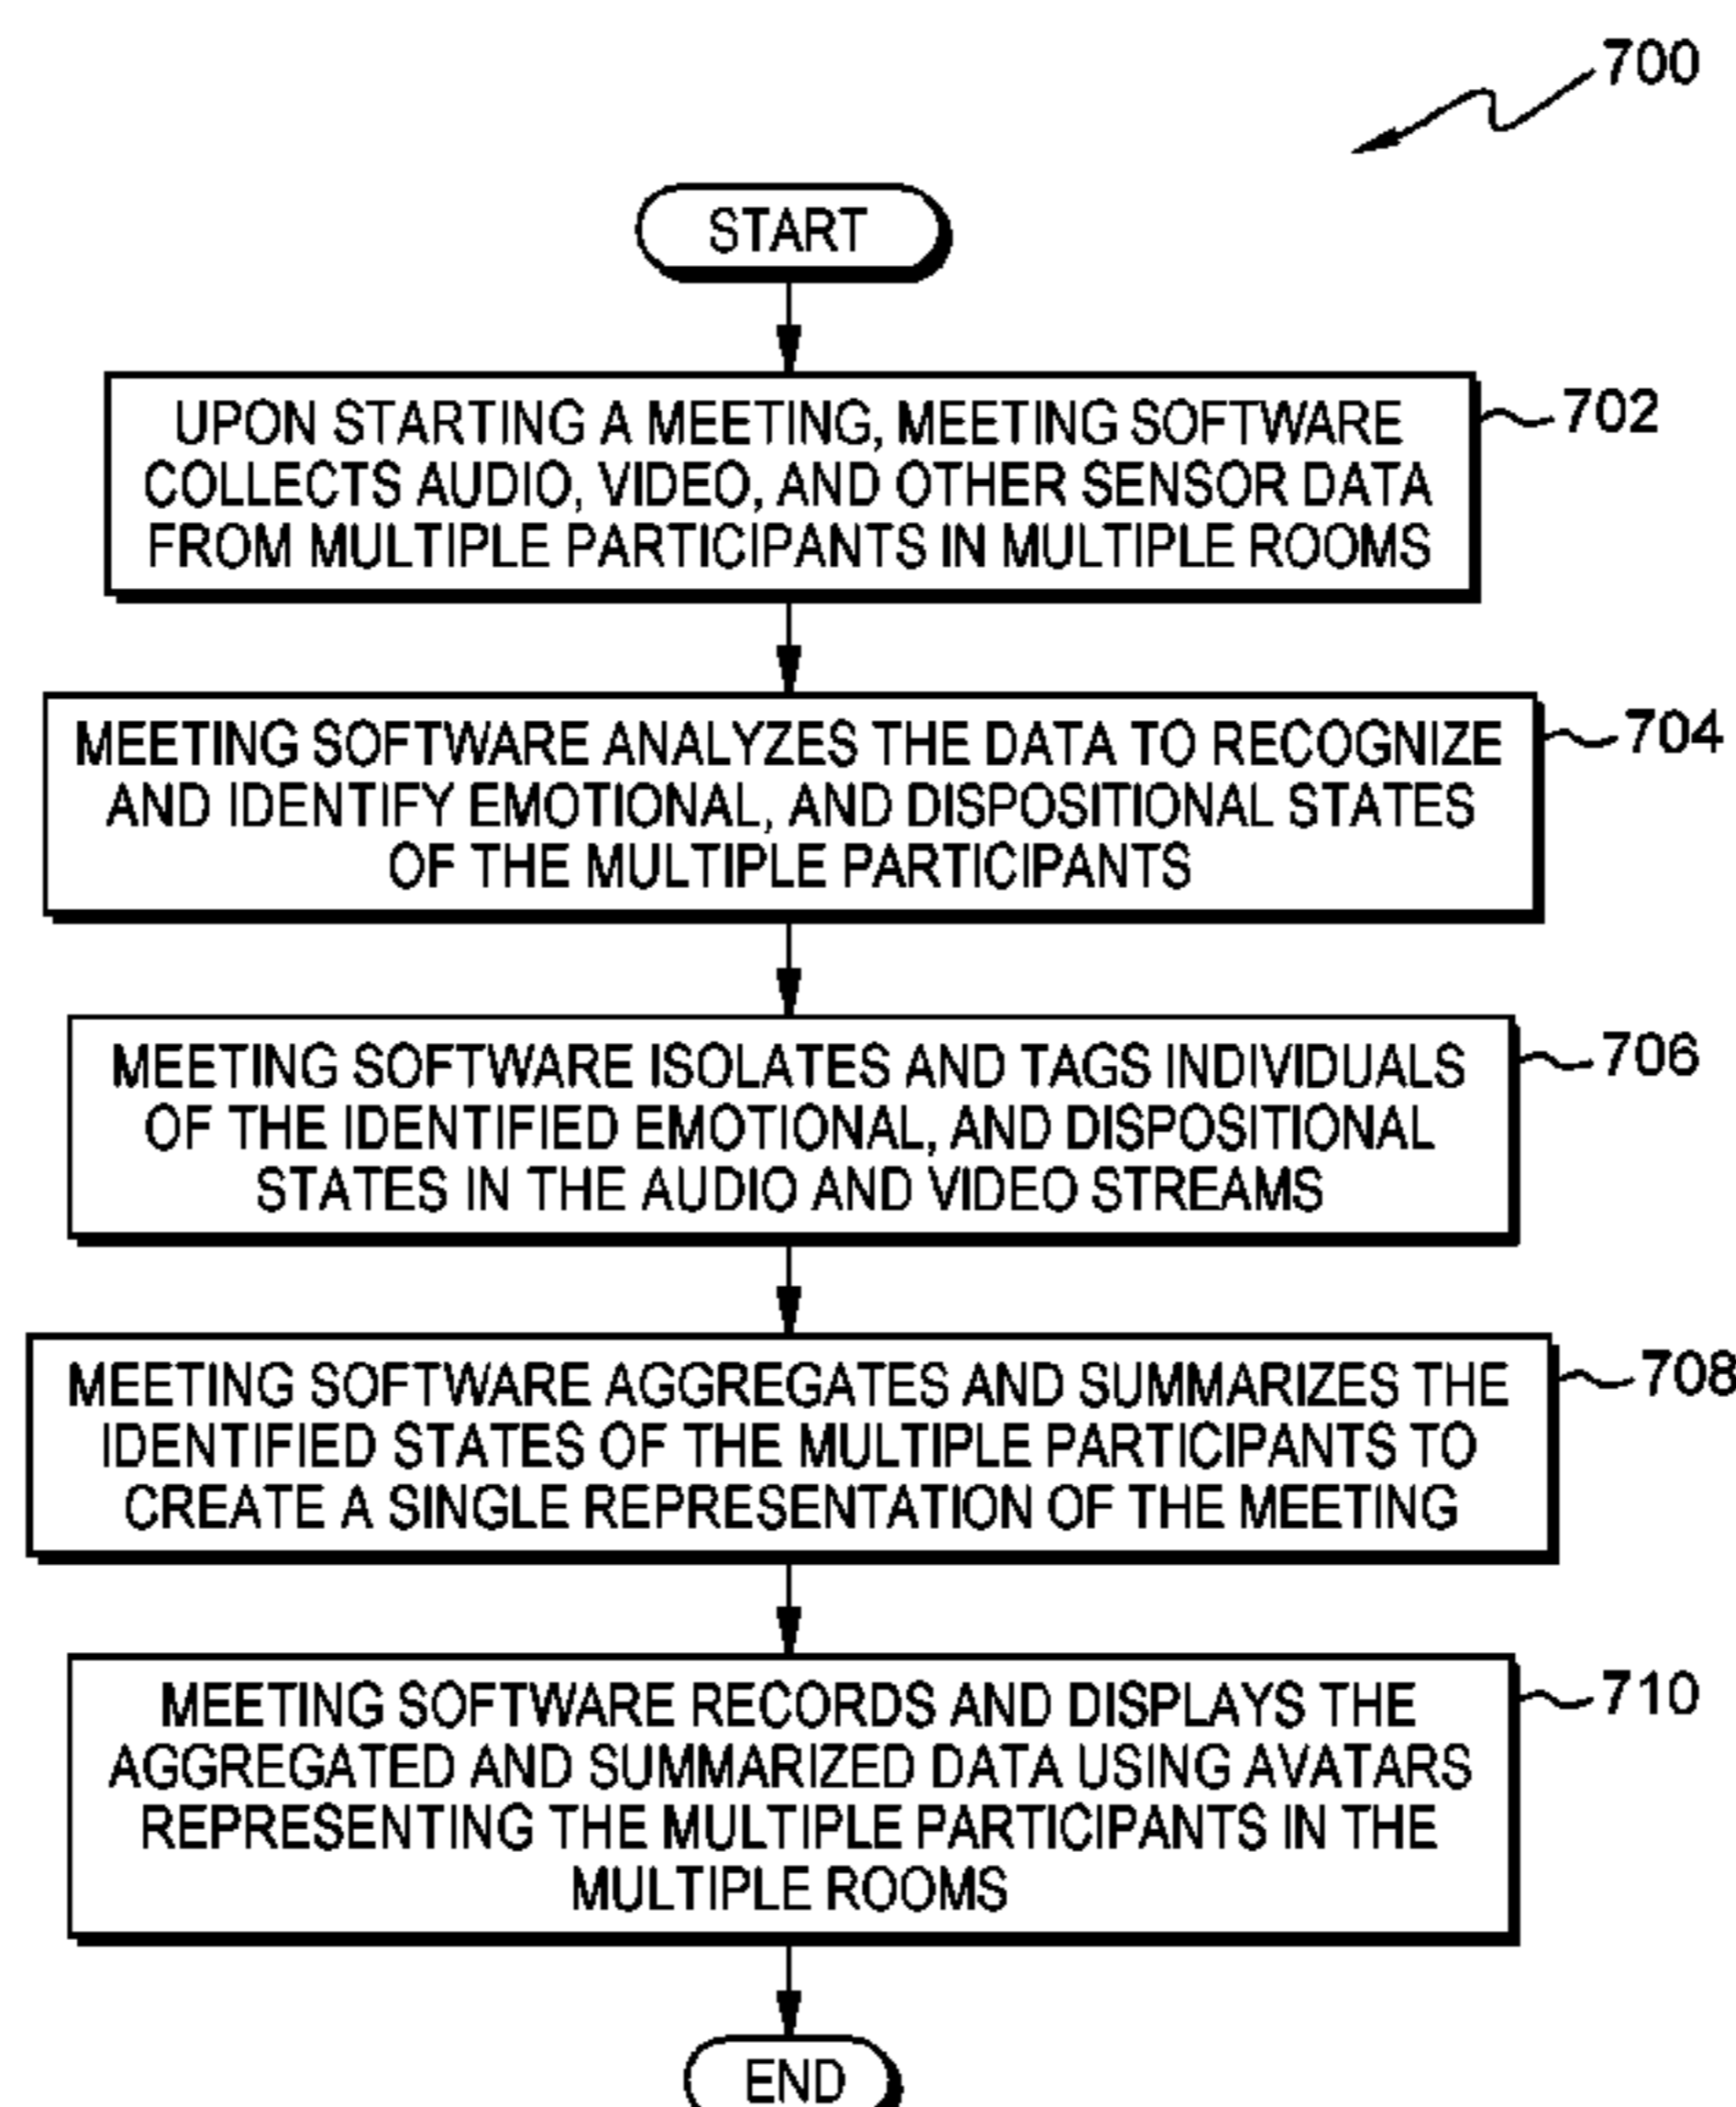 700
START
UPON STARTING A MEETING, MEETING SOFTWARE
COLLECTS AUDIO, VIDEO, AND OTHER SENSOR DATA
FROM MULTIPLE PARTICIPANTS IN MULTIPLE ROOMS
702
MEETING SOFTWARE ANALYZES THE DATA TO RECOGNIZE
AND IDENTIFY EMOTIONAL, AND DISPOSITIONAL STATES
OF THE MULTIPLE PARTICIPANTS
704
MEETING SOFTWARE ISOLATES AND TAGS INDIVIDUALS
OF THE IDENTIFIED EMOTIONAL, AND DISPOSITIONAL
STATES IN THE AUDIO AND VIDEO STREAMS
706
MEETING SOFTWARE AGGREGATES AND SUMMARIZES THE
IDENTIFIED STATES OF THE MULTIPLE PARTICIPANTS TO
CREATE A SINGLE REPRESENTATION OF THE MEETING
708
MEETING SOFTWARE RECORDS AND DISPLAYS THE
AGGREGATED AND SUMMARIZED DATA USING AVATARS
REPRESENTING THE MULTIPLE PARTICIPANTS IN THE
MULTIPLE ROOMS
710
END